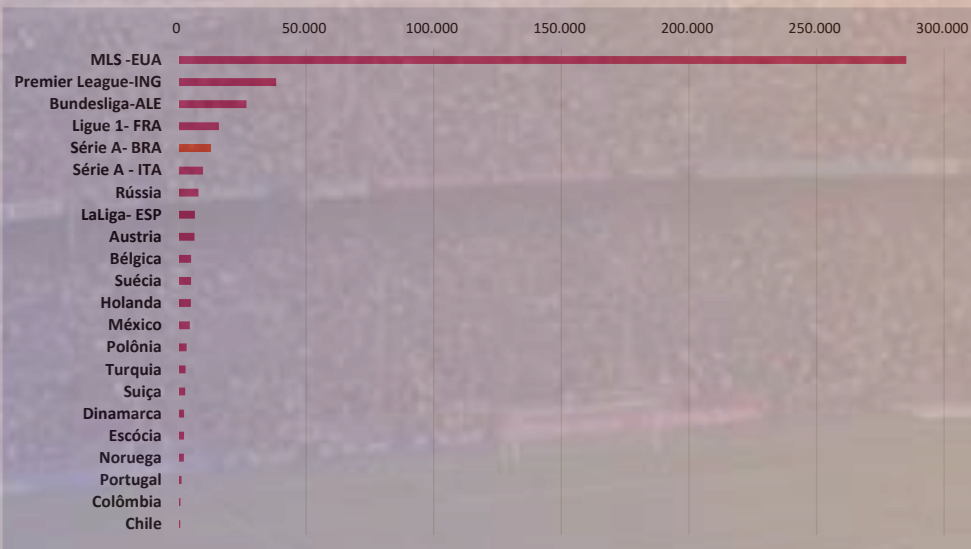 0 50.000 100.000 150.000 200.000 250.000 300.000
MLS -EUA
Premier League-ING
Bundesliga-ALE
Ligue 1- FRA
Série A- BRA
Série A - ITA
Rússia
LaLiga- ESP
Austria
Bélgica
Suécia
Holanda
México
Polônia
Turquia
Suiça
Dinamarca
Escócia
Noruega
Portugal
Colômbia
Chile